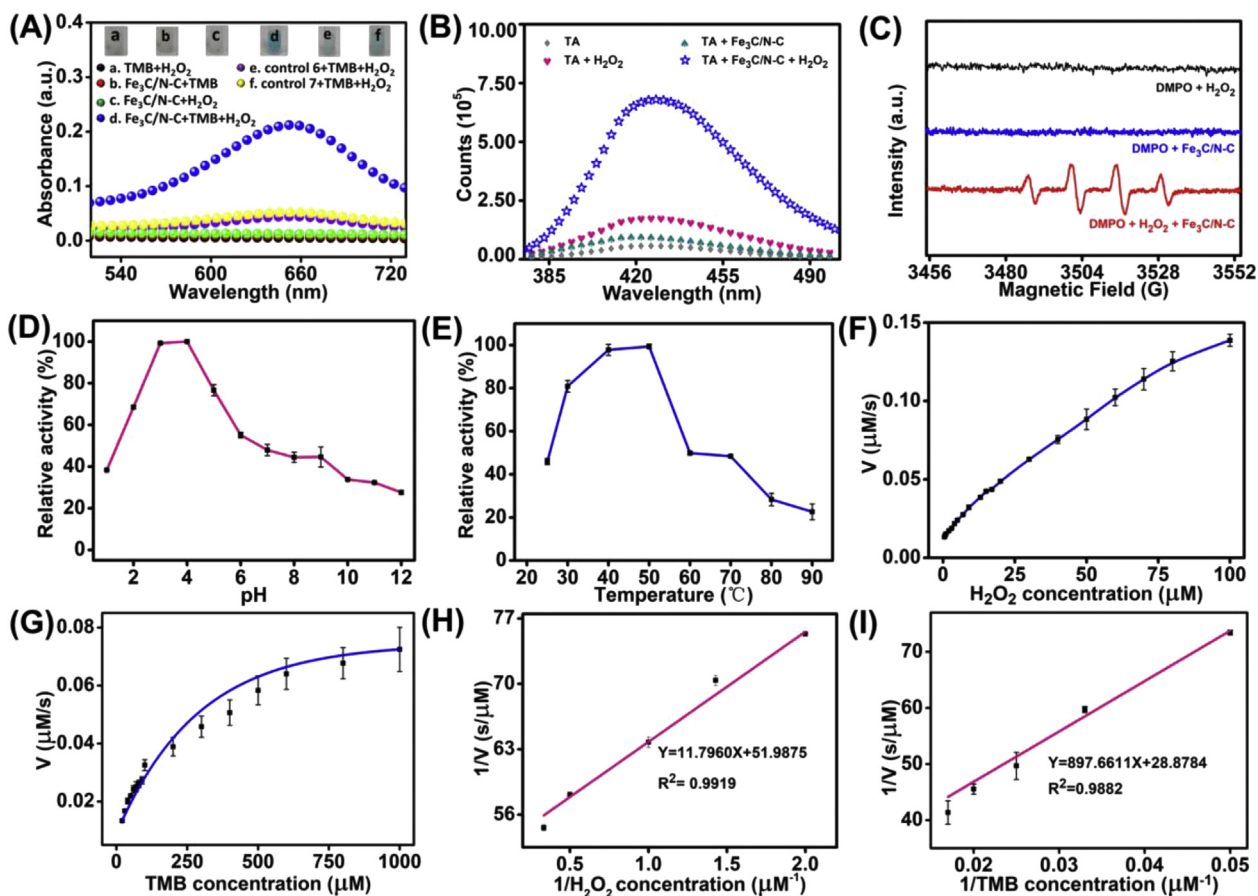 (A)
a b c d e f
a. TMB+H₂O₂
b. Fe₃C/N-C+TMB
c. Fe₃C/N-C+H₂O₂
d. Fe₃C/N-C+TMB+H₂O₂
e. control 6+TMB+H₂O₂
f. control 7+TMB+H₂O₂
Absorbance (a.u.)
0.4
0.3
0.2
0.1
0.0
540 600 660 720
Wavelength (nm)
(B)
TA
TA + H₂O₂
TA + Fe₃C/N-C
TA + Fe₃C/N-C + H₂O₂
Counts (10⁵)
10.00
7.50
5.00
2.50
0.00
385 420 455 490
Wavelength (nm)
(C)
DMPO + H₂O₂
DMPO + Fe₃C/N-C
DMPO + H₂O₂ + Fe₃C/N-C
Intensity (a.u.)
3456 3480 3504 3528 3552
Magnetic Field (G)
(D)
Relative activity (%)
100
80
60
40
20
0
2 4 6 8 10 12
pH
(E)
Relative activity (%)
100
80
60
40
20
0
20 30 40 50 60 70 80 90
Temperature (℃)
(F)
V (μM/s)
0.15
0.10
0.05
0.00
0 25 50 75 100
H₂O₂ concentration (μM)
(G)
V (μM/s)
0.08
0.06
0.04
0.02
0 250 500 750 1000
TMB concentration (μM)
(H)
1/V (s/μM)
77
70
63
56
Y=11.7960X+51.9875
R²= 0.9919
0.5 1.0 1.5 2.0
1/H₂O₂ concentration (μM⁻¹)
(I)
1/V (s/μM)
80
70
60
50
40
Y=897.6611X+28.8784
R²=0.9882
0.02 0.03 0.04 0.05
1/TMB concentration (μM⁻¹)